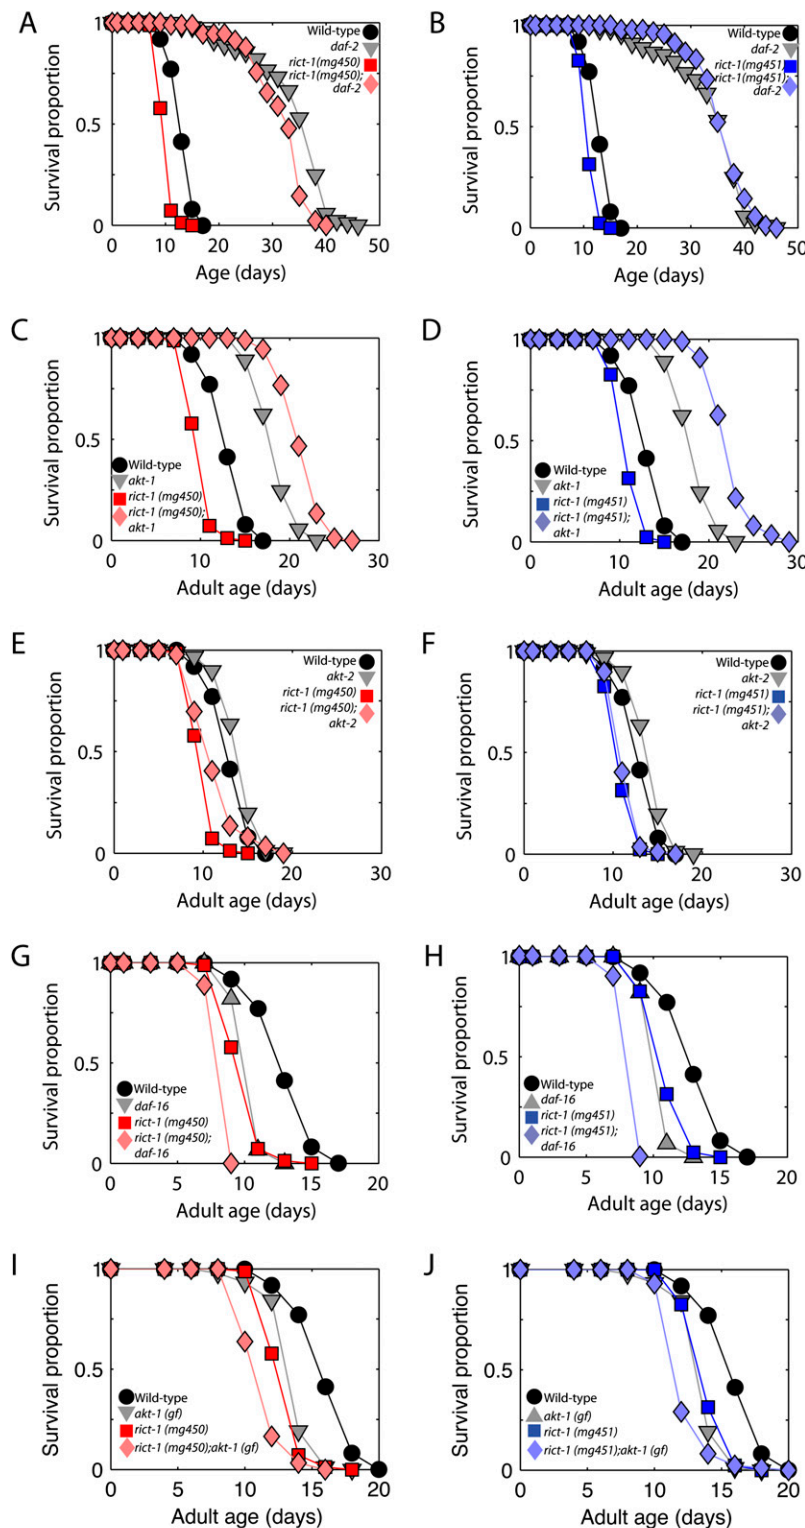 A
Survival proportion
1
0.5
0
Wild-type
daf-2
rict-1 (mg450)
rict-1 (mg450);
daf-2
0 10 20 30 40 50
Age (days)
B
Survival proportion
1
0.5
0
Wild-type
daf-2
rict-1 (mg451)
rict-1 (mg451);
daf-2
0 10 20 30 40 50
Age (days)
C
Survival proportion
1
0.5
0
Wild-type
akt-1
rict-1 (mg450)
rict-1 (mg450);
akt-1
0 10 20 30
Adult age (days)
D
Survival proportion
1
0.5
0
Wild-type
akt-1
rict-1 (mg451)
rict-1 (mg451);
akt-1
0 10 20 30
Adult age (days)
E
Survival proportion
1
0.5
0
Wild-type
akt-2
rict-1 (mg450)
rict-1 (mg450);
akt-2
0 10 20 30
Adult age (days)
F
Survival proportion
1
0.5
0
Wild-type
akt-2
rict-1 (mg451)
rict-1 (mg451);
akt-2
0 10 20 30
Adult age (days)
G
Survival proportion
1
0.5
0
Wild-type
daf-16
rict-1 (mg450)
rict-1 (mg450);
daf-16
0 5 10 15 20
Adult age (days)
H
Survival proportion
1
0.5
0
Wild-type
daf-16
rict-1 (mg451)
rict-1 (mg451);
daf-16
0 5 10 15 20
Adult age (days)
I
Survival proportion
1
0.5
0
Wild-type
akt-1 (gf)
rict-1 (mg450)
rict-1 (mg450);akt-1 (gf)
0 5 10 15 20
Adult age (days)
J
Survival proportion
1
0.5
0
Wild-type
akt-1 (gf)
rict-1 (mg451)
rict-1 (mg451);akt-1 (gf)
0 5 10 15 20
Adult age (days)